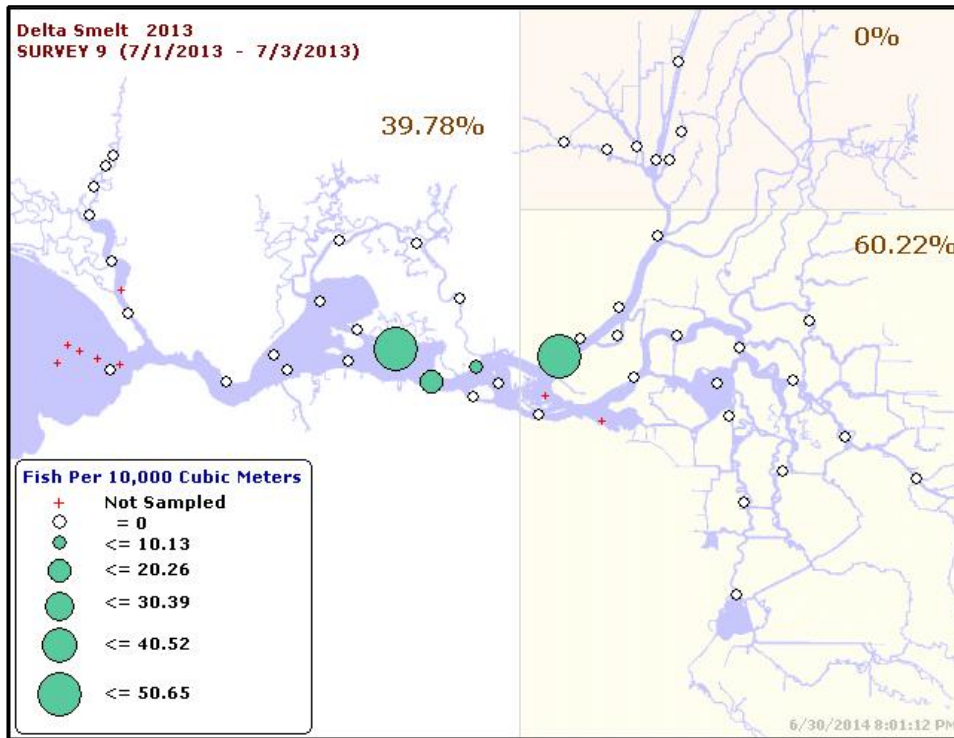 Delta Smelt 2013
SURVEY 9 (7/1/2013 - 7/3/2013)
0%
39.78%
60.22%
Fish Per 10,000 Cubic Meters
Not Sampled
= 0
<= 10.13
<= 20.26
<= 30.39
<= 40.52
<= 50.65
6/30/2014 8:01:12 PM